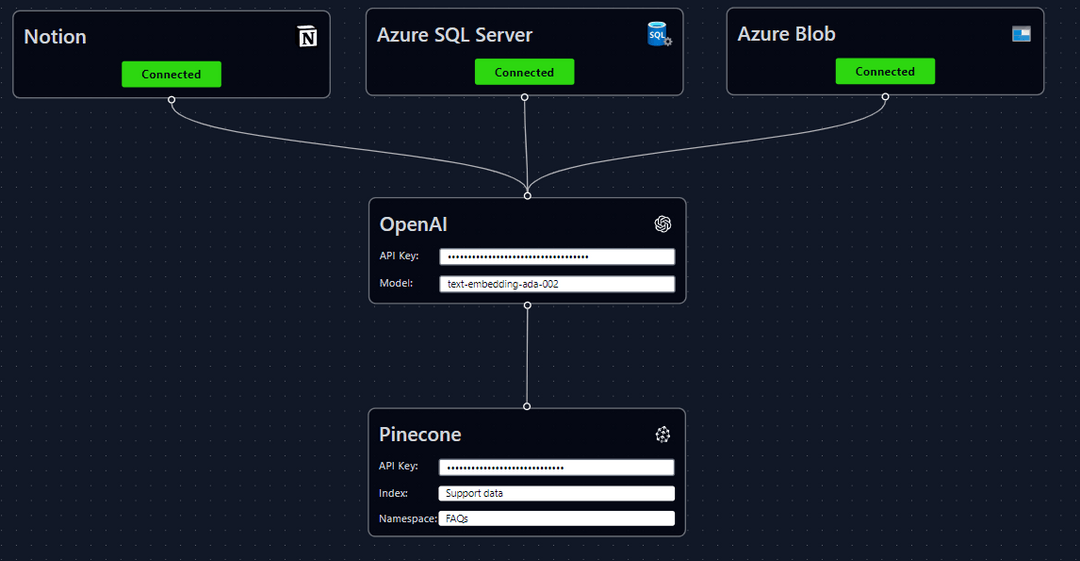 Notion
Connected
Azure SQL Server
SQL
Connected
Azure Blob
Connected
OpenAI
API Key: •••••••••••••••••••••••••••••••••••
Model: text-embedding-ada-002
Pinecone
API Key: •••••••••••••••••••••••••••••
Index: Support data
Namespace: FAQs